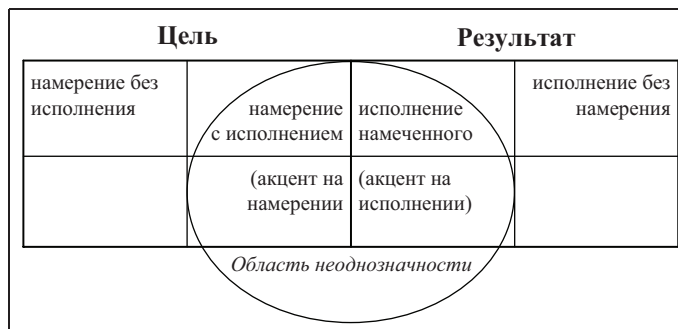 Цель
Результат
намерение без
исполнения
намерение
с исполнением
исполнение
намеченного
исполнение без
намерения
(акцент на
намерении
(акцент на
исполнении)
Область неоднозначности